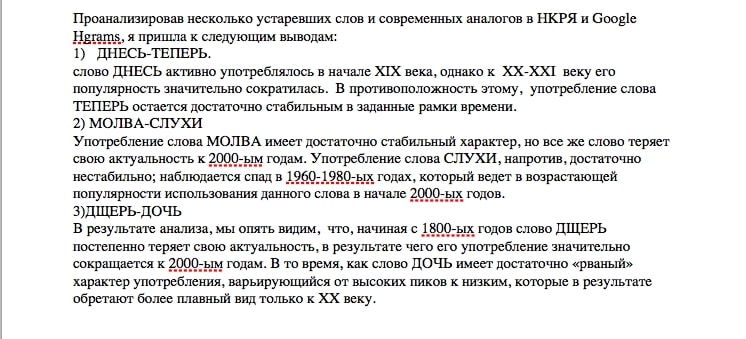 Проанализировав несколько устаревших слов и современных аналогов в НКРЯ и Google
Hgrams, я пришла к следующим выводам:
1) ДНЕСЬ-ТЕПЕРЬ.
слово ДНЕСЬ активно употреблялось в начале XIX века, однако к XX-XXI веку его
популярность значительно сократилась. В противоположность этому, употребление слова
ТЕПЕРЬ остается достаточно стабильным в заданные рамки времени.
2) МОЛВА-СЛУХИ
Употребление слова МОЛВА имеет достаточно стабильный характер, но все же слово теряет
свою актуальность к 2000-ым годам. Употребление слова СЛУХИ, напротив, достаточно
нестабильно; наблюдается спад в 1960-1980-ых годах, который ведет в возрастающей
популярности использования данного слова в начале 2000-ых годов.
3)ДЩЕРЬ-ДОЧЬ
В результате анализа, мы опять видим, что, начиная с 1800-ых годов слово ДЩЕРЬ
постепенно теряет свою актуальность, в результате чего его употребление значительно
сокращается к 2000-ым годам. В то время, как слово ДОЧЬ имеет достаточно «рваный»
характер употребления, варьирующийся от высоких пиков к низким, которые в результате
обретают более плавный вид только к XX веку.